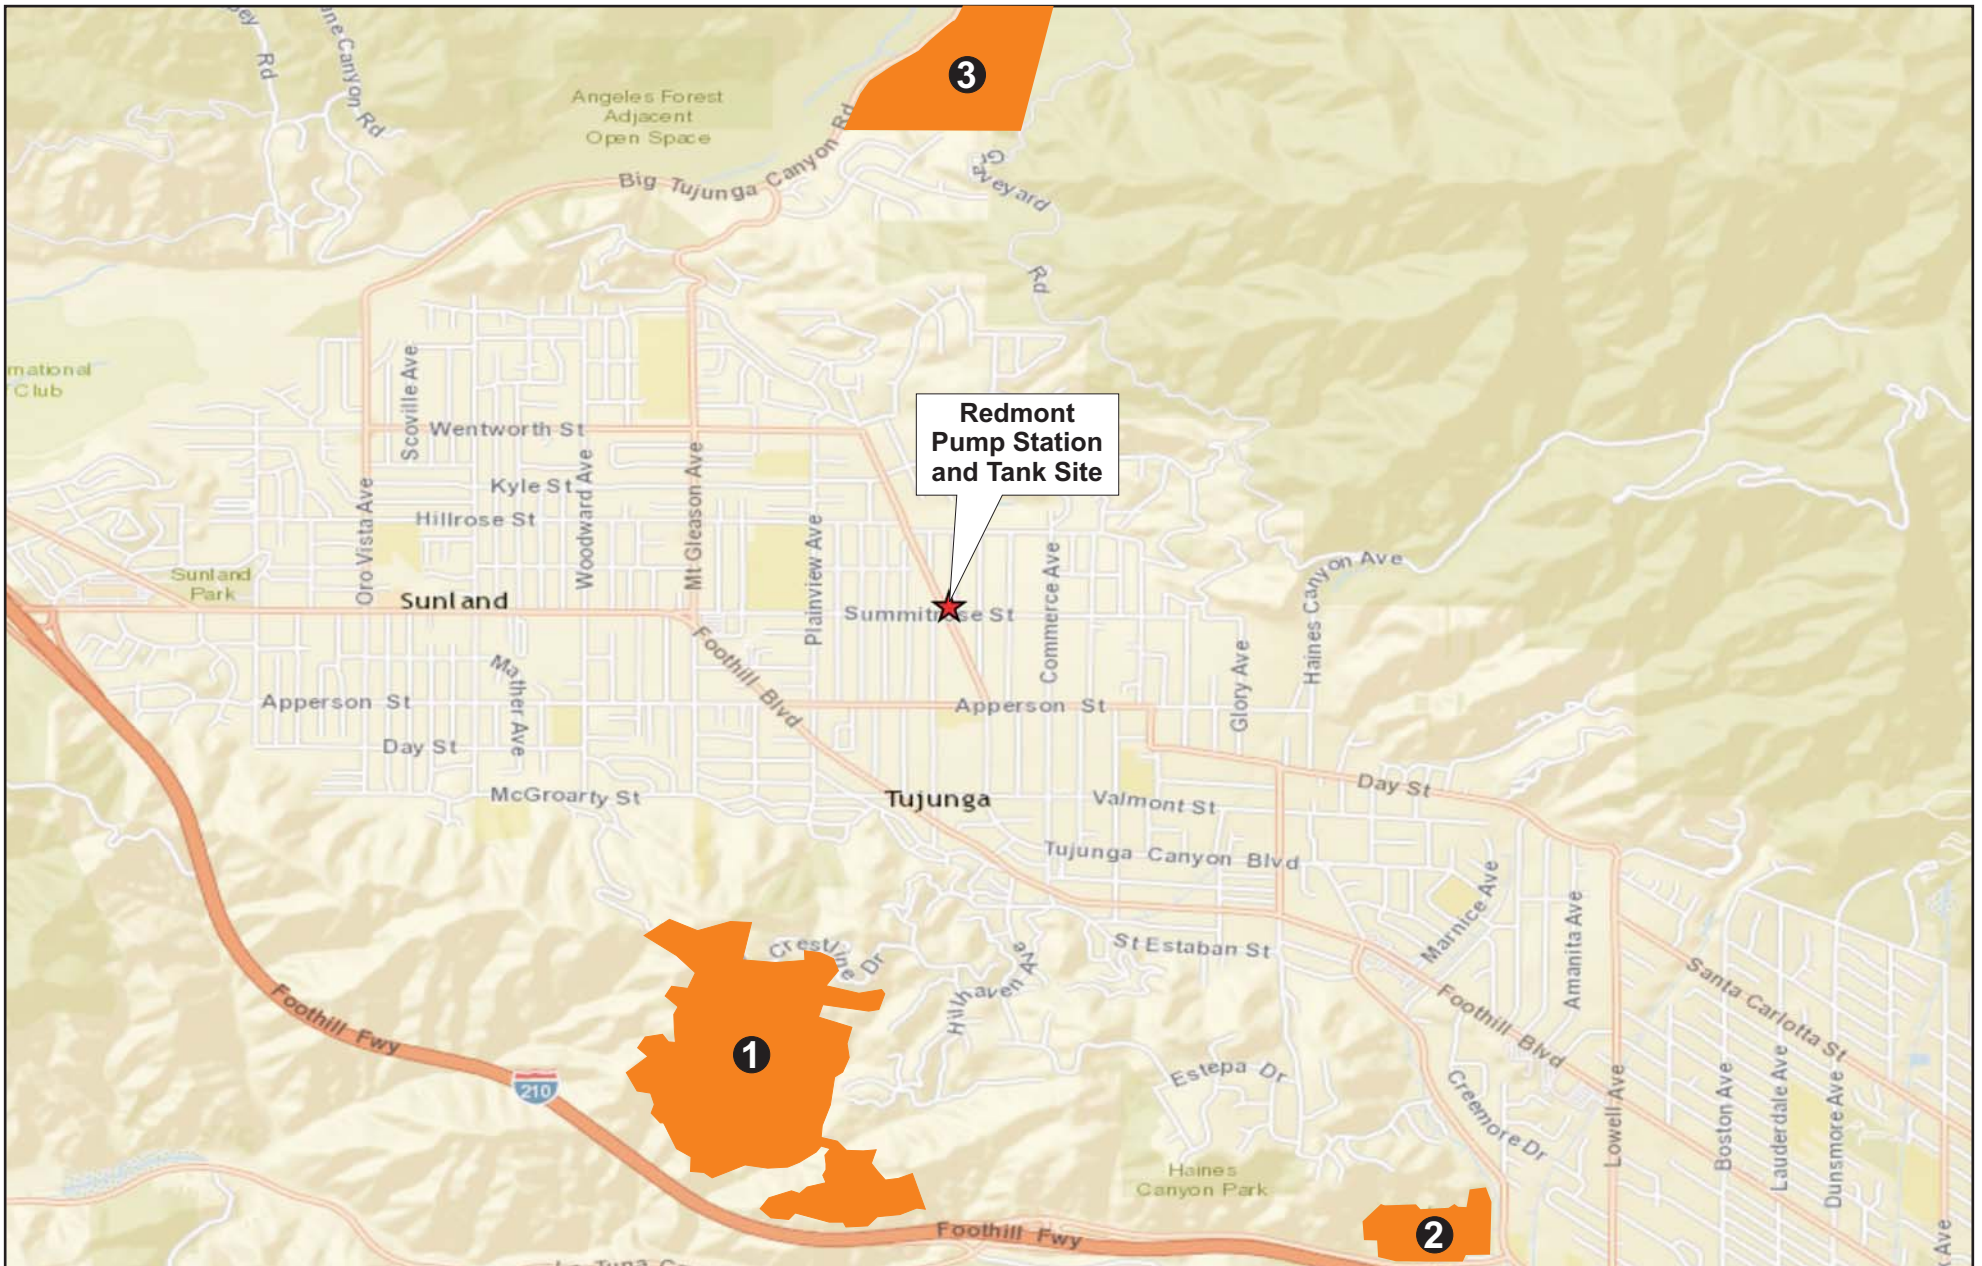 Rd
Canyon Rd
3
Angeles Forest
Adjacent
Open Space
Big Tujunga Canyon Rd
Graveyard
Rd
Club
Scoville Ave
Wentworth St
Redmont
Pump Station
and Tank Site
Kyle St
Hillrose St
Oro Vista Ave
Woodward Ave
Mt Gleason Ave
Plainview Ave
Commerce Ave
Haines Canyon Ave
Sunland
Park
Sunland
Summitrose St
Foothill Blvd
Glory Ave
Mather Ave
Apperson St
Apperson St
Day St
Day St
McGroarty St
Tujunga
Valmont St
Tujunga Canyon Blvd
Marnice Ave
Amanita Ave
Crestline Dr
Hillhaven Ave
St Estaban St
Santa Carlotta St
Foothill Fwy
210
1
Foothill Blvd
Estepa Dr
Creemore Dr
Lowell Ave
Boston Ave
Lauderdale Ave
Dunsmore Ave
Haines
Canyon Park
Foothill Fwy
2
Ave